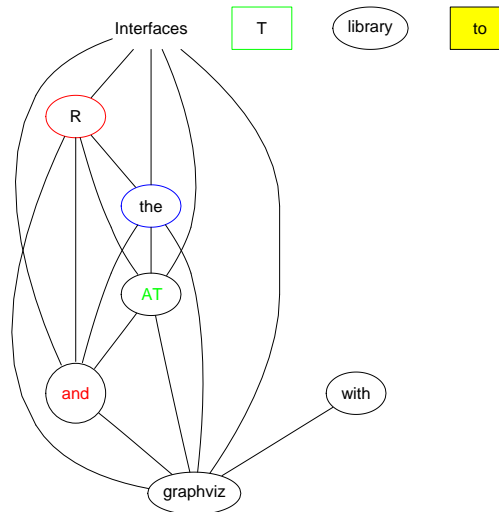 Interfaces
T
library
to
R
the
AT
and
with
graphviz